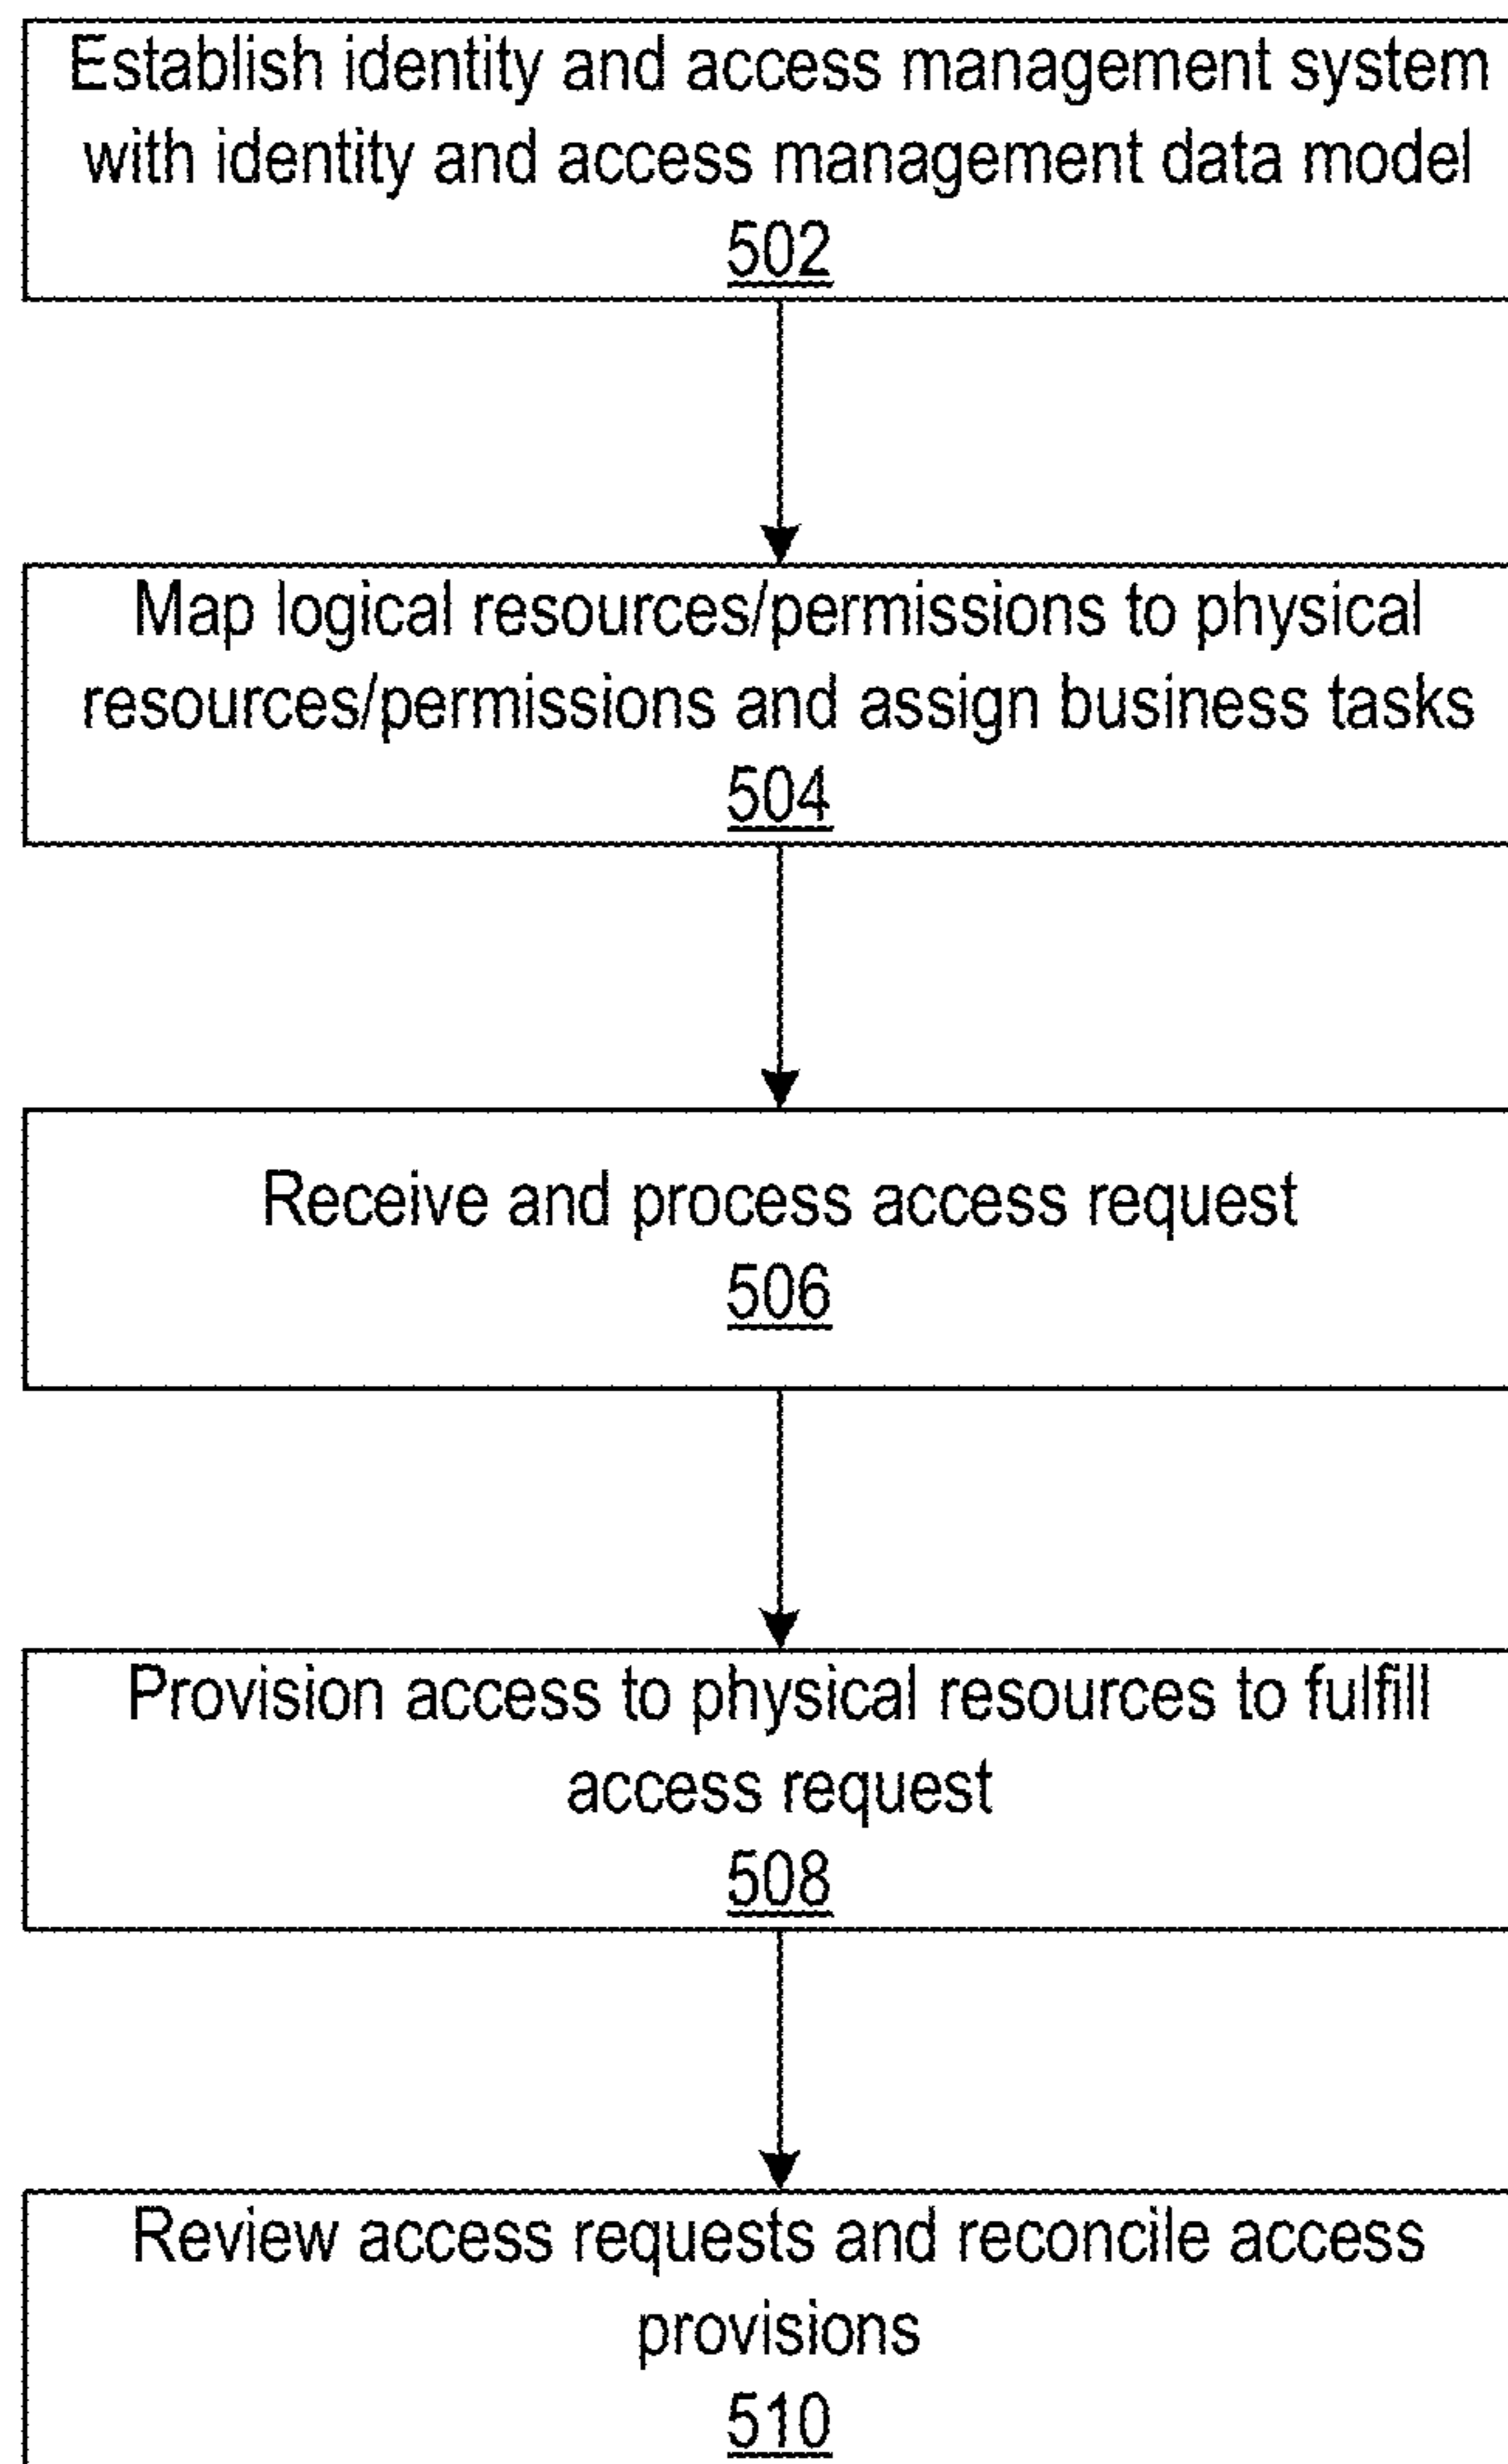 Establish identity and access management system
with identity and access management data model
502
Map logical resources/permissions to physical
resources/permissions and assign business tasks
504
Receive and process access request
506
Provision access to physical resources to fulfill
access request
508
Review access requests and reconcile access
provisions
510